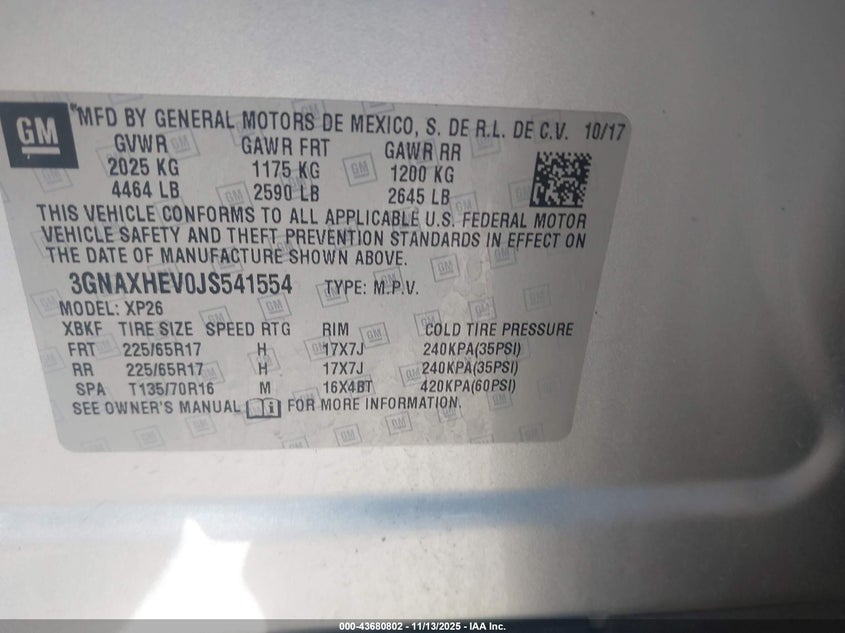 GM
MFD BY GENERAL MOTORS DE MEXICO, S. DE R.L. DE C.V. 10/17
GVWR GAWR FRT GAWR RR
2025 KG 1175 KG 1200 KG
4464 LB 2590 LB 2645 LB
THIS VEHICLE CONFORMS TO ALL APPLICABLE U.S. FEDERAL MOTOR
VEHICLE SAFETY AND THEFT PREVENTION STANDARDS IN EFFECT ON
THE DATE OF MANUFACTURE SHOWN ABOVE.
3GNAXHEV0JS541554 TYPE: M.P.V.
MODEL: XP26
XBKF TIRE SIZE SPEED RTG RIM COLD TIRE PRESSURE
FRT 225/65R17 H 17X7J 240KPA(35PSI)
RR 225/65R17 H 17X7J 240KPA(35PSI)
SPA T135/70R16 M 16X4BT 420KPA(60PSI)
SEE OWNER'S MANUAL FOR MORE INFORMATION.
000-43680802 - 11/13/2025 - IAA Inc.